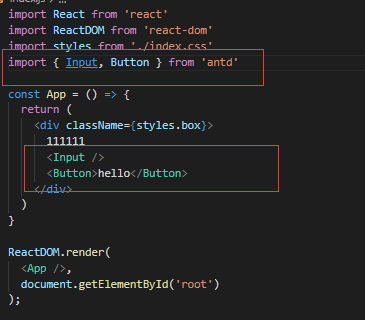 index.js > ...
import React from 'react'
import ReactDOM from 'react-dom'
import styles from './index.css'
import { Input, Button } from 'antd'
const App = () => {
return (
<div className={styles.box}>
111111
<Input />
<Button>hello</Button>
</div>
)
}
ReactDOM.render(
<App />,
document.getElementById('root')
);